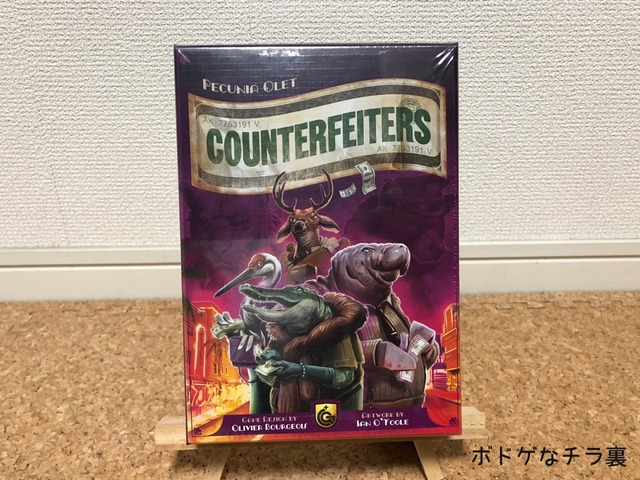 PECUNIA OLET
AK 7753191 V.
COUNTERFEITERS
AK 7753191 V.
GAME DESIGN BY
OLIVIER BOURGEOIS
ARTWORK BY
IAN O'TOOLE
ボドゲなチラ裏